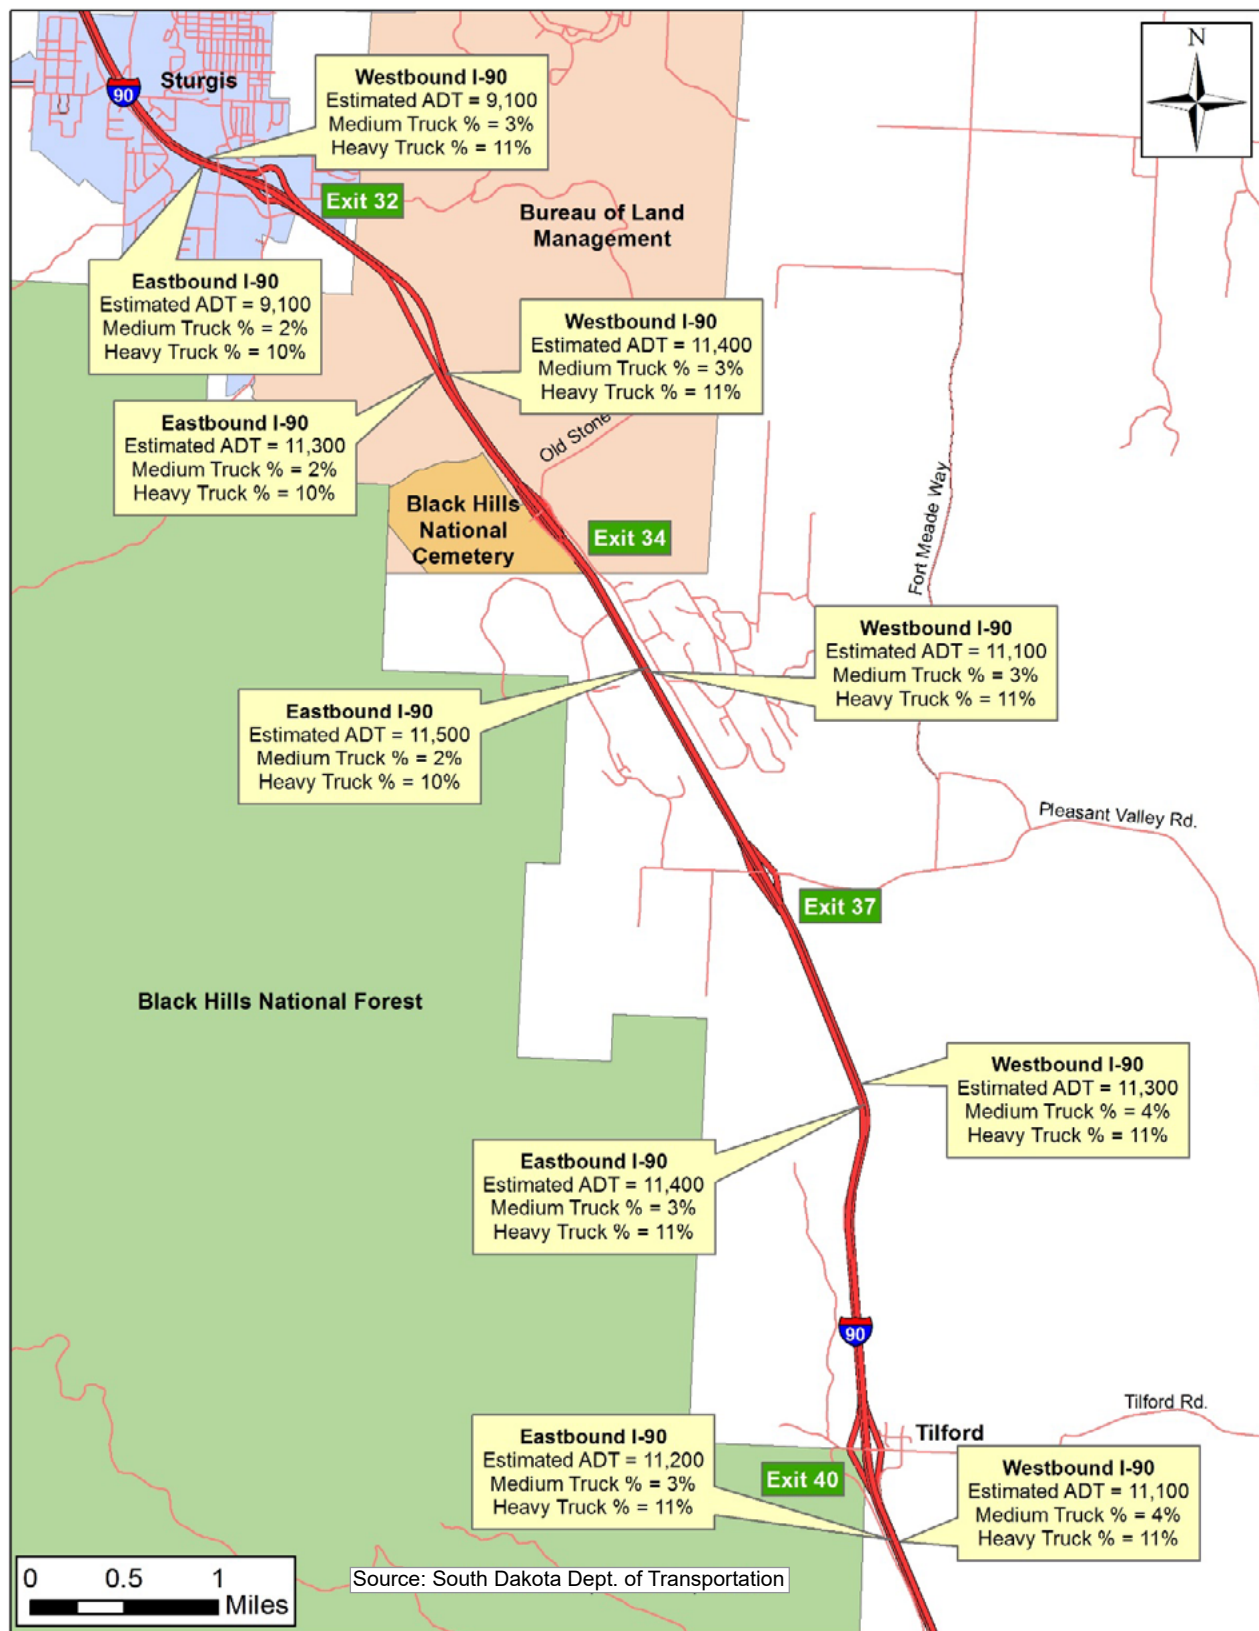 N
Sturgis
90
Westbound I-90
Estimated ADT = 9,100
Medium Truck % = 3%
Heavy Truck % = 11%
Exit 32
Bureau of Land
Management
Eastbound I-90
Estimated ADT = 9,100
Medium Truck % = 2%
Heavy Truck % = 10%
Westbound I-90
Estimated ADT = 11,400
Medium Truck % = 3%
Heavy Truck % = 11%
Eastbound I-90
Estimated ADT = 11,300
Medium Truck % = 2%
Heavy Truck % = 10%
Old Stone
Black Hills
National
Cemetery
Exit 34
Fort Meade Way
Westbound I-90
Estimated ADT = 11,100
Medium Truck % = 3%
Heavy Truck % = 11%
Eastbound I-90
Estimated ADT = 11,500
Medium Truck % = 2%
Heavy Truck % = 10%
Pleasant Valley Rd.
Exit 37
Black Hills National Forest
Westbound I-90
Estimated ADT = 11,300
Medium Truck % = 4%
Heavy Truck % = 11%
Eastbound I-90
Estimated ADT = 11,400
Medium Truck % = 3%
Heavy Truck % = 11%
90
Tilford Rd.
Tilford
Eastbound I-90
Estimated ADT = 11,200
Medium Truck % = 3%
Heavy Truck % = 11%
Exit 40
Westbound I-90
Estimated ADT = 11,100
Medium Truck % = 4%
Heavy Truck % = 11%
0 0.5 1
Miles
Source: South Dakota Dept. of Transportation